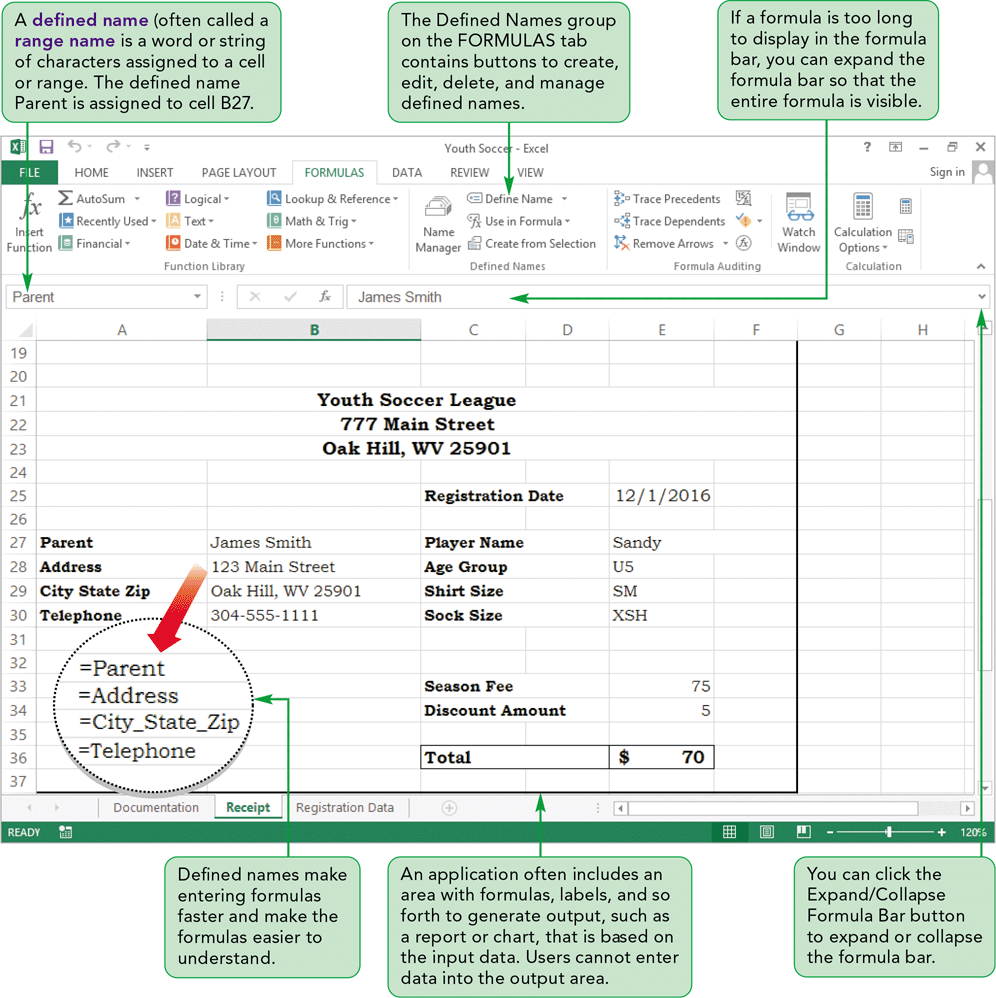 A defined name (often called a
range name is a word or string
of characters assigned to a cell
or range. The defined name
Parent is assigned to cell B27.
The Defined Names group
on the FORMULAS tab
contains buttons to create,
edit, delete, and manage
defined names.
If a formula is too long
to display in the formula
bar, you can expand the
formula bar so that the
entire formula is visible.
Youth Soccer - Excel
?
FILE HOME INSERT PAGE LAYOUT FORMULAS DATA REVIEW VIEW Sign in
fx
Insert
Function
Σ AutoSum
Recently Used
Financial
? Logical
A Text
Date & Time
Lookup & Reference
θ Math & Trig
More Functions
Function Library
Name
Manager
Define Name
Use in Formula
Create from Selection
Defined Names
Trace Precedents
Trace Dependents
Remove Arrows
fx
Watch
Window
Formula Auditing
Calculation
Options
Calculation
Parent fx James Smith
A B C D E F G H
19
20
21 Youth Soccer League
22 777 Main Street
23 Oak Hill, WV 25901
24
25 Registration Date 12/1/2016
26
27 Parent James Smith Player Name Sandy
28 Address 123 Main Street Age Group U5
29 City State Zip Oak Hill, WV 25901 Shirt Size SM
30 Telephone 304-555-1111 Sock Size XSH
31
32
33 Season Fee 75
34 Discount Amount 5
35
36 Total $ 70
37
=Parent
=Address
=City_State_Zip
=Telephone
Documentation Receipt Registration Data
READY 120%
Defined names make
entering formulas
faster and make the
formulas easier to
understand.
An application often includes an
area with formulas, labels, and so
forth to generate output, such as
a report or chart, that is based on
the input data. Users cannot enter
data into the output area.
You can click the
Expand/Collapse
Formula Bar button
to expand or collapse
the formula bar.